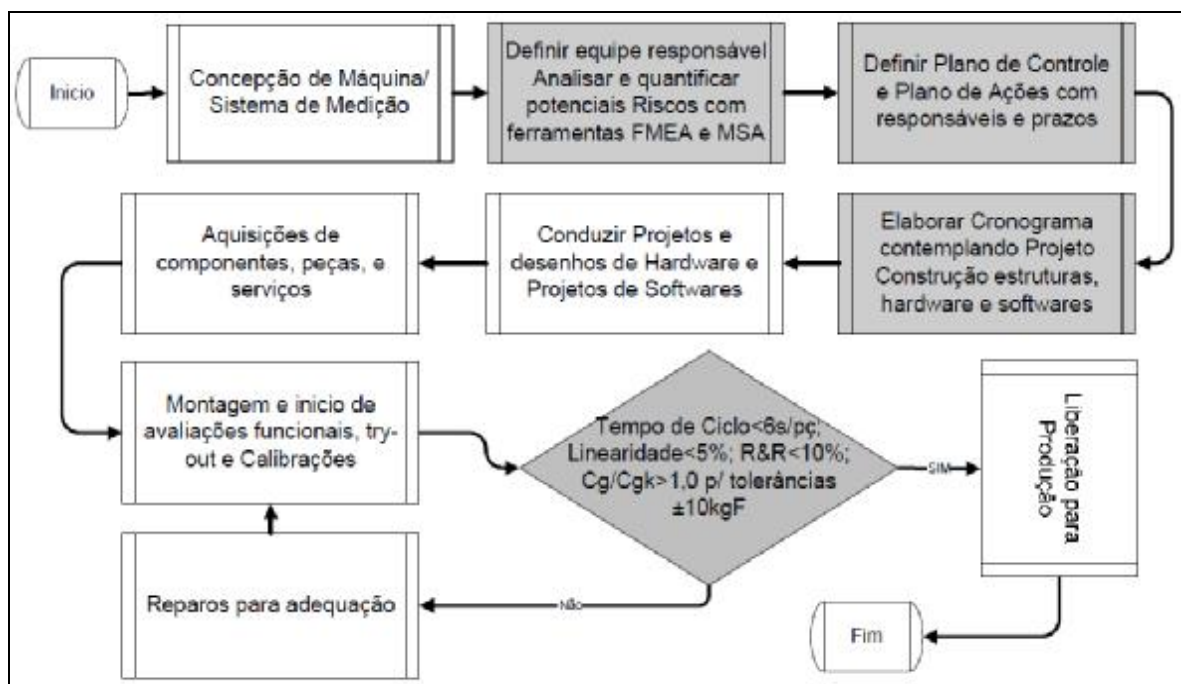 Inicio
Concepção de Máquina/
Sistema de Medição
Definir equipe responsável
Analisar e quantificar
potenciais Riscos com
ferramentas FMEA e MSA
Definir Plano de Controle
e Plano de Ações com
responsáveis e prazos
Elaborar Cronograma
contemplando Projeto
Construção estruturas,
hardware e softwares
Conduzir Projetos e
desenhos de Hardware e
Projetos de Softwares
Aquisições de
componentes, peças, e
serviços
Montagem e inicio de
avaliações funcionais, try-
out e Calibrações
Tempo de Ciclo<6s/pç;
Linearidade<5%; R&R<10%;
Cg/Cgk>1,0 p/ tolerâncias
±10kgF
SIM
Liberação para
Produção
Não
Reparos para adequação
Fim